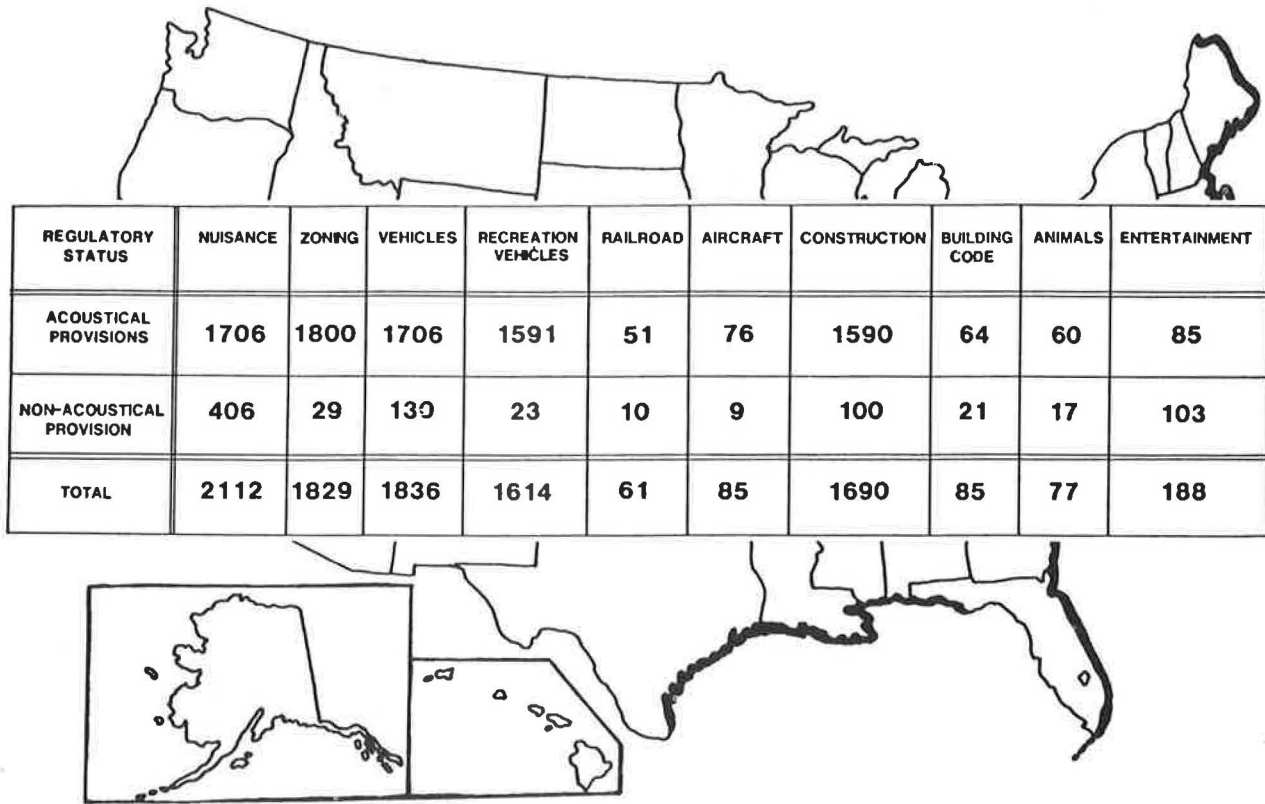 REGULATORY STATUS NUISANCE ZONING VEHICLES RECREATION VEHICLES RAILROAD AIRCRAFT CONSTRUCTION BUILDING CODE ANIMALS ENTERTAINMENT
ACOUSTICAL PROVISIONS 1706 1800 1706 1591 51 76 1590 64 60 85
NON-ACOUSTICAL PROVISION 406 29 130 23 10 9 100 21 17 103
TOTAL 2112 1829 1836 1614 61 85 1690 85 77 188